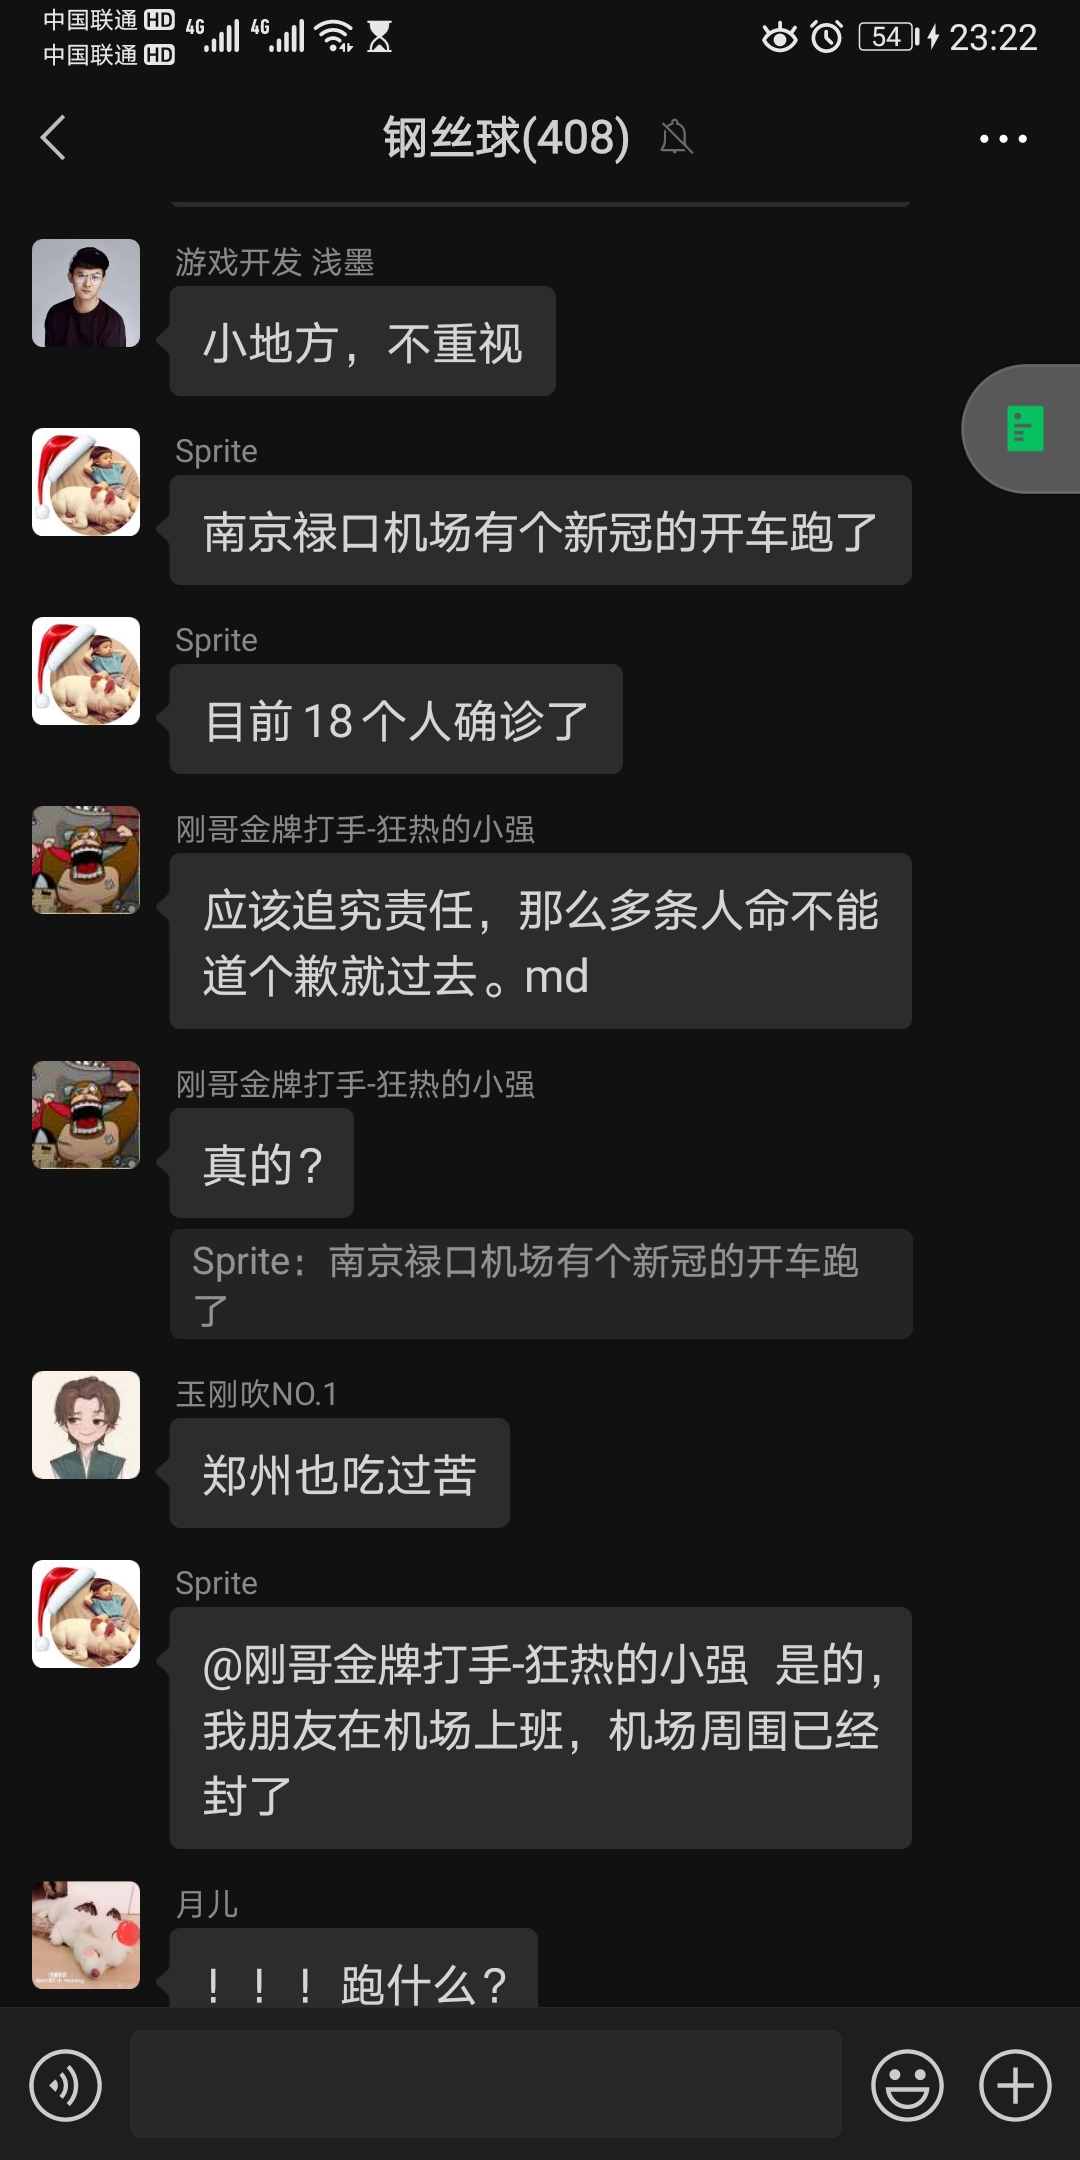 中国联通 HD 4G 4G 54 23:22
中国联通 HD
钢丝球(408)
游戏开发 浅墨
小地方，不重视
Sprite
南京禄口机场有个新冠的开车跑了
Sprite
目前 18 个人确诊了
刚哥金牌打手-狂热的小强
应该追究责任，那么多条人命不能
道个歉就过去。md
刚哥金牌打手-狂热的小强
真的？
Sprite：南京禄口机场有个新冠的开车跑
了
玉刚吹NO.1
郑州也吃过苦
Sprite
@刚哥金牌打手-狂热的小强 是的，
我朋友在机场上班，机场周围已经
封了
月儿
！！！跑什么？